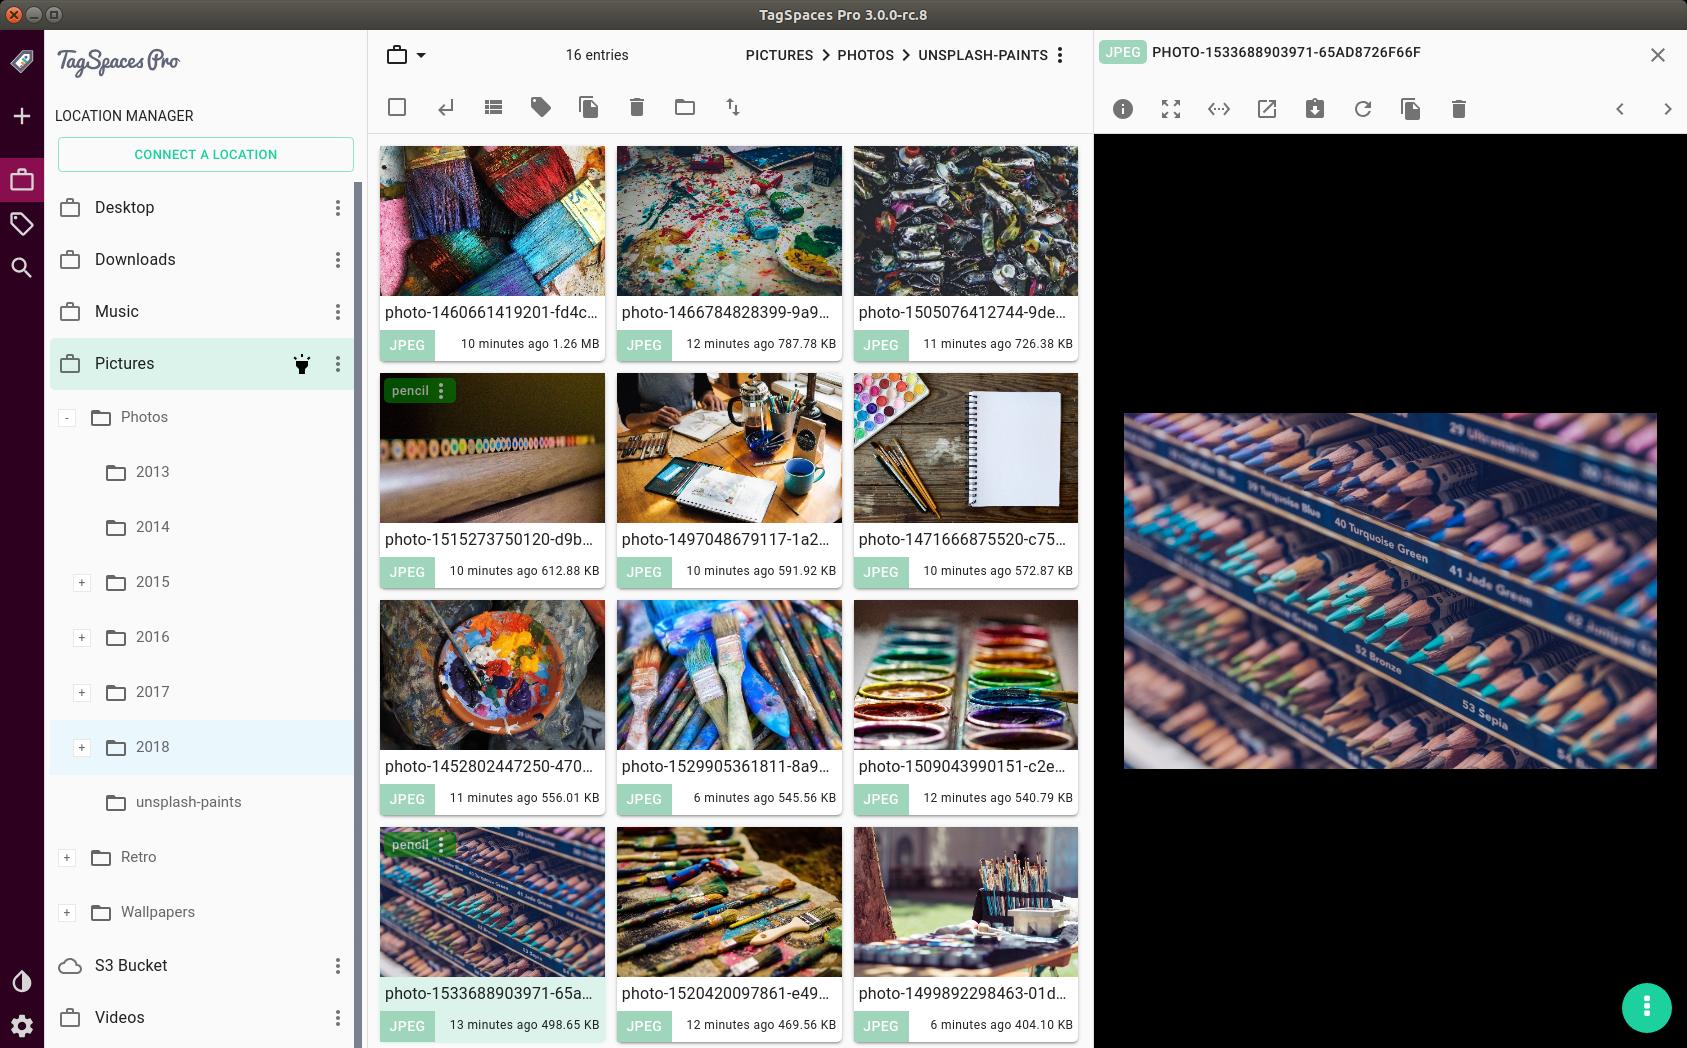 TagSpaces Pro 3.0.0-rc.8
TagSpaces Pro
LOCATION MANAGER
CONNECT A LOCATION
Desktop
Downloads
Music
Pictures
- Photos
2013
2014
+ 2015
+ 2016
+ 2017
+ 2018
unsplash-paints
+ Retro
+ Wallpapers
S3 Bucket
Videos
16 entries
PICTURES > PHOTOS > UNSPLASH-PAINTS
photo-1460661419201-fd4c...
JPEG 10 minutes ago 1.26 MB
photo-1466784828399-9a9...
JPEG 12 minutes ago 787.78 KB
photo-1505076412744-9de...
JPEG 11 minutes ago 726.38 KB
pencil
photo-1515273750120-d9b...
JPEG 10 minutes ago 612.88 KB
photo-1497048679117-1a2...
JPEG 10 minutes ago 591.92 KB
photo-1471666875520-c75...
JPEG 10 minutes ago 572.87 KB
photo-1452802447250-470...
JPEG 11 minutes ago 556.01 KB
photo-1529905361811-8a9...
JPEG 6 minutes ago 545.56 KB
photo-1509043990151-c2e...
JPEG 12 minutes ago 540.79 KB
pencil
photo-1533688903971-65a...
JPEG 13 minutes ago 498.65 KB
photo-1520420097861-e49...
JPEG 12 minutes ago 469.56 KB
photo-1499892298463-01d...
JPEG 6 minutes ago 404.10 KB
JPEG PHOTO-1533688903971-65AD8726F66F
29 Ultramarine
39 Turquoise Blue
40 Turquoise Green
41 Jade Green
52 Bronze
53 Sepia